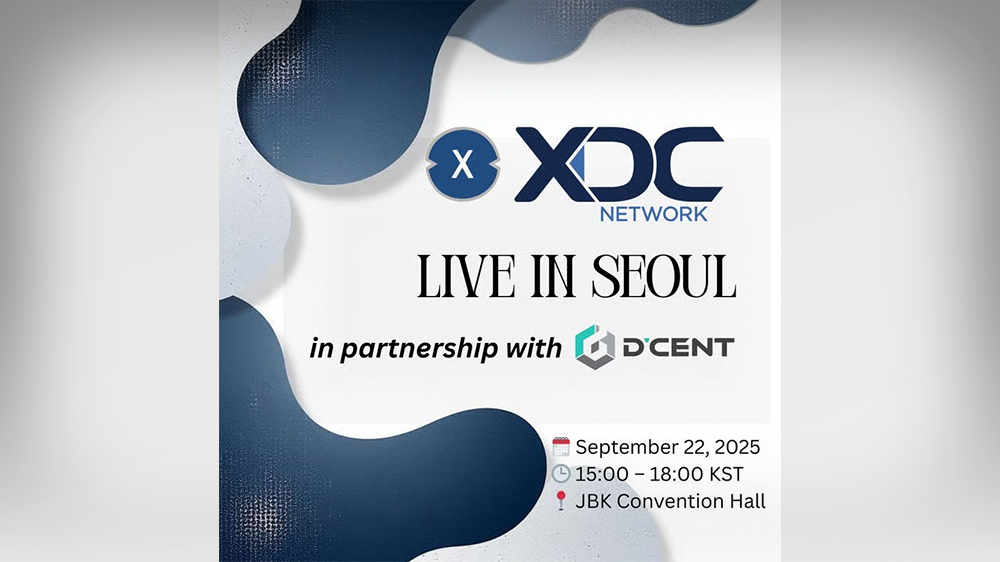 X XDC
NETWORK
LIVE IN SEOUL
in partnership with D'CENT
September 22, 2025
15:00 – 18:00 KST
JBK Convention Hall